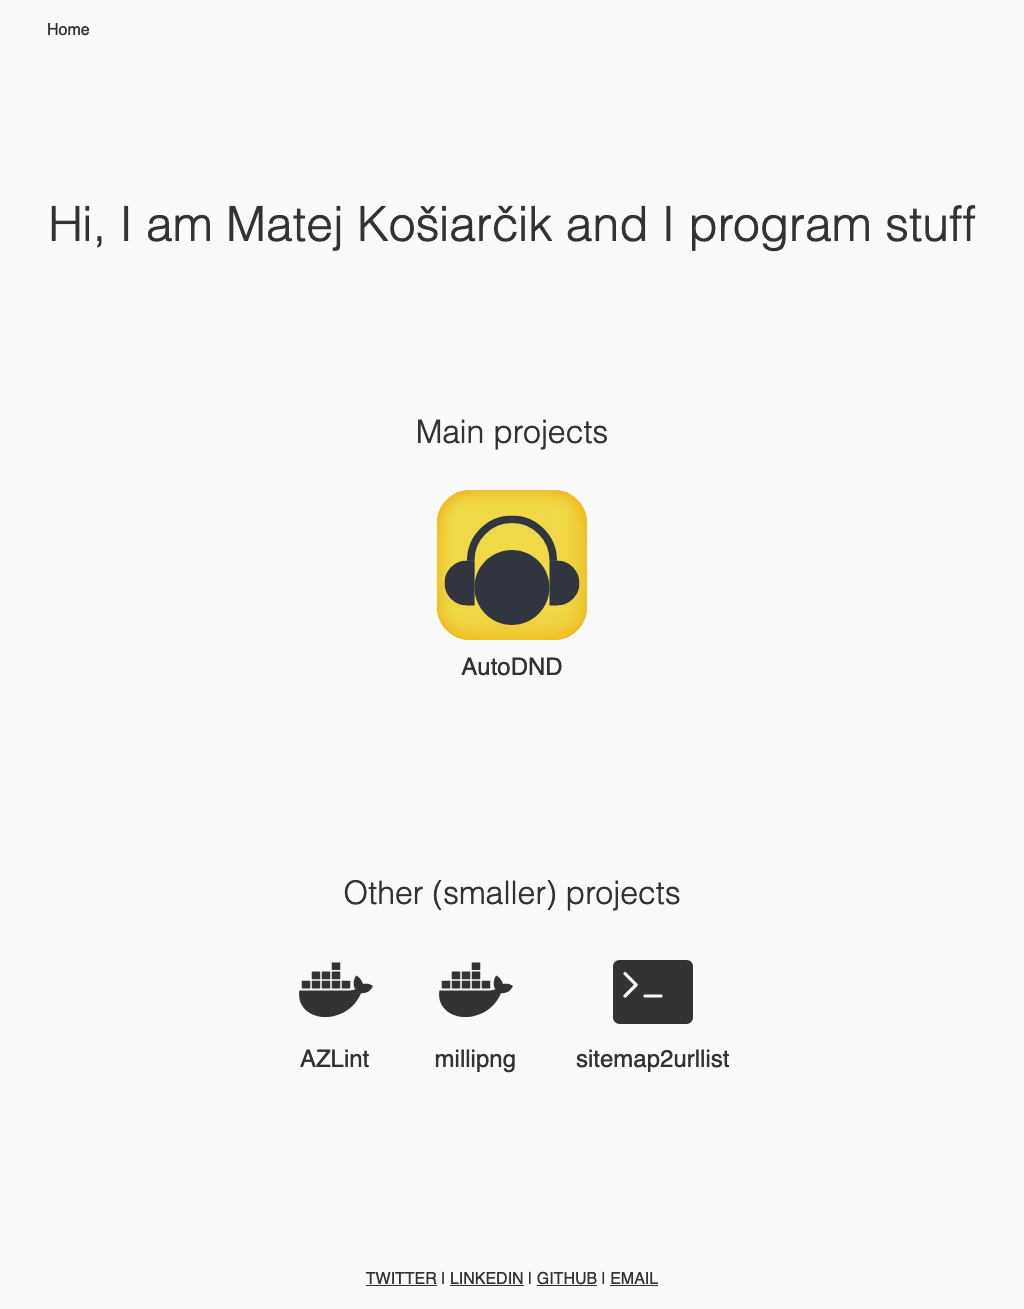 Home
Hi, I am Matej Košiarčik and I program stuff
Main projects
AutoDND
Other (smaller) projects
AZLint
millipng
sitemap2urllist
TWITTER | LINKEDIN | GITHUB | EMAIL